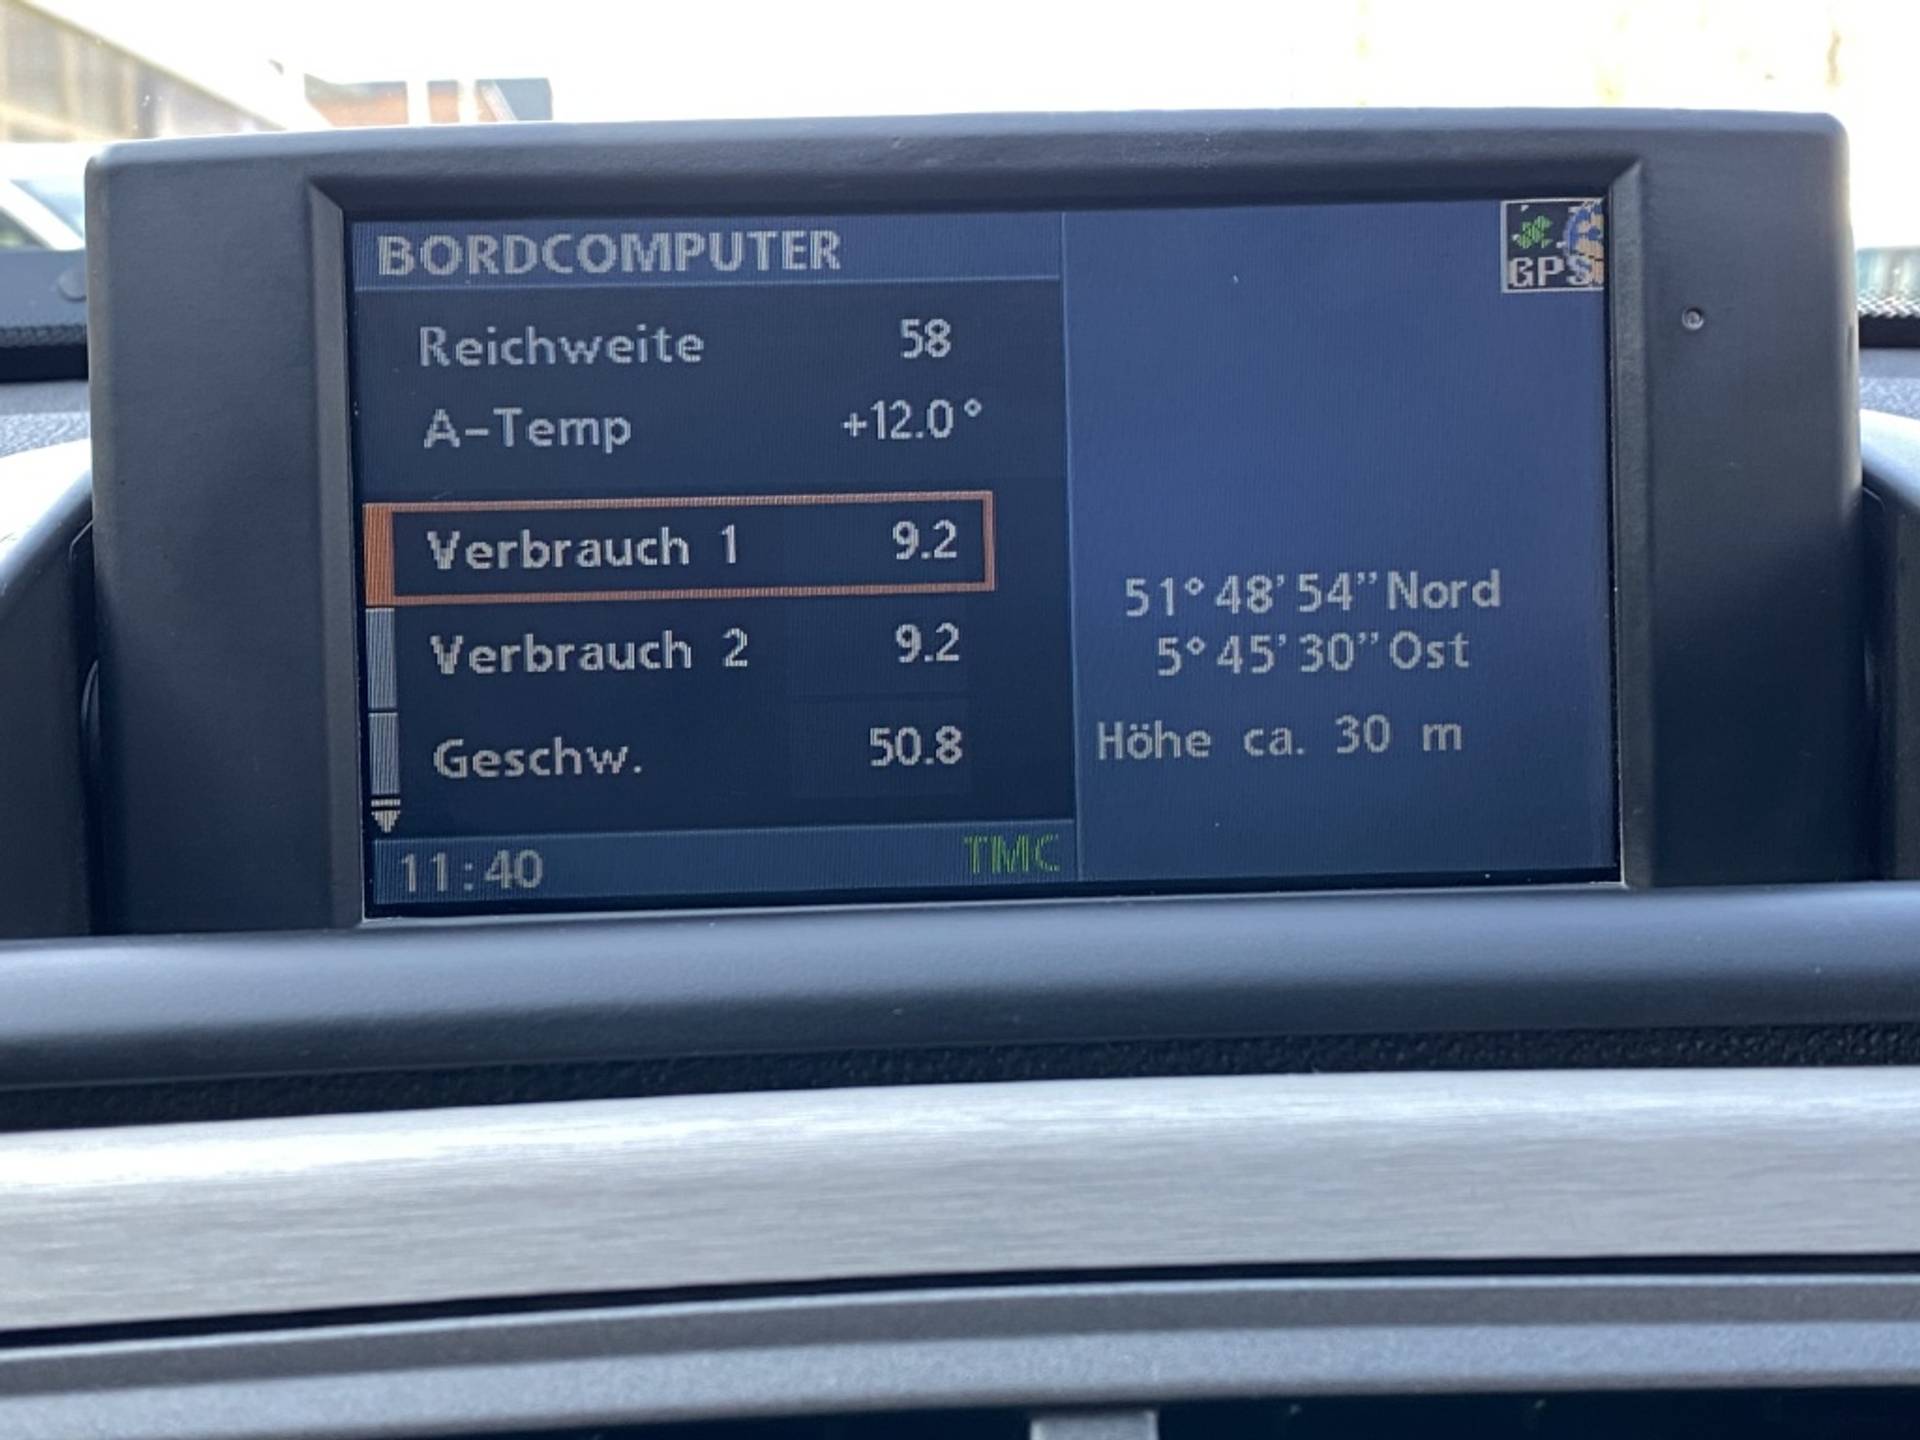 BORDCOMPUTER
GPS
Reichweite 58
A-Temp +12.0°
Verbrauch 1 9.2
Verbrauch 2 9.2
Geschw. 50.8
11:40 TMC
51° 48' 54" Nord
5° 45' 30" Ost
Höhe ca. 30 m